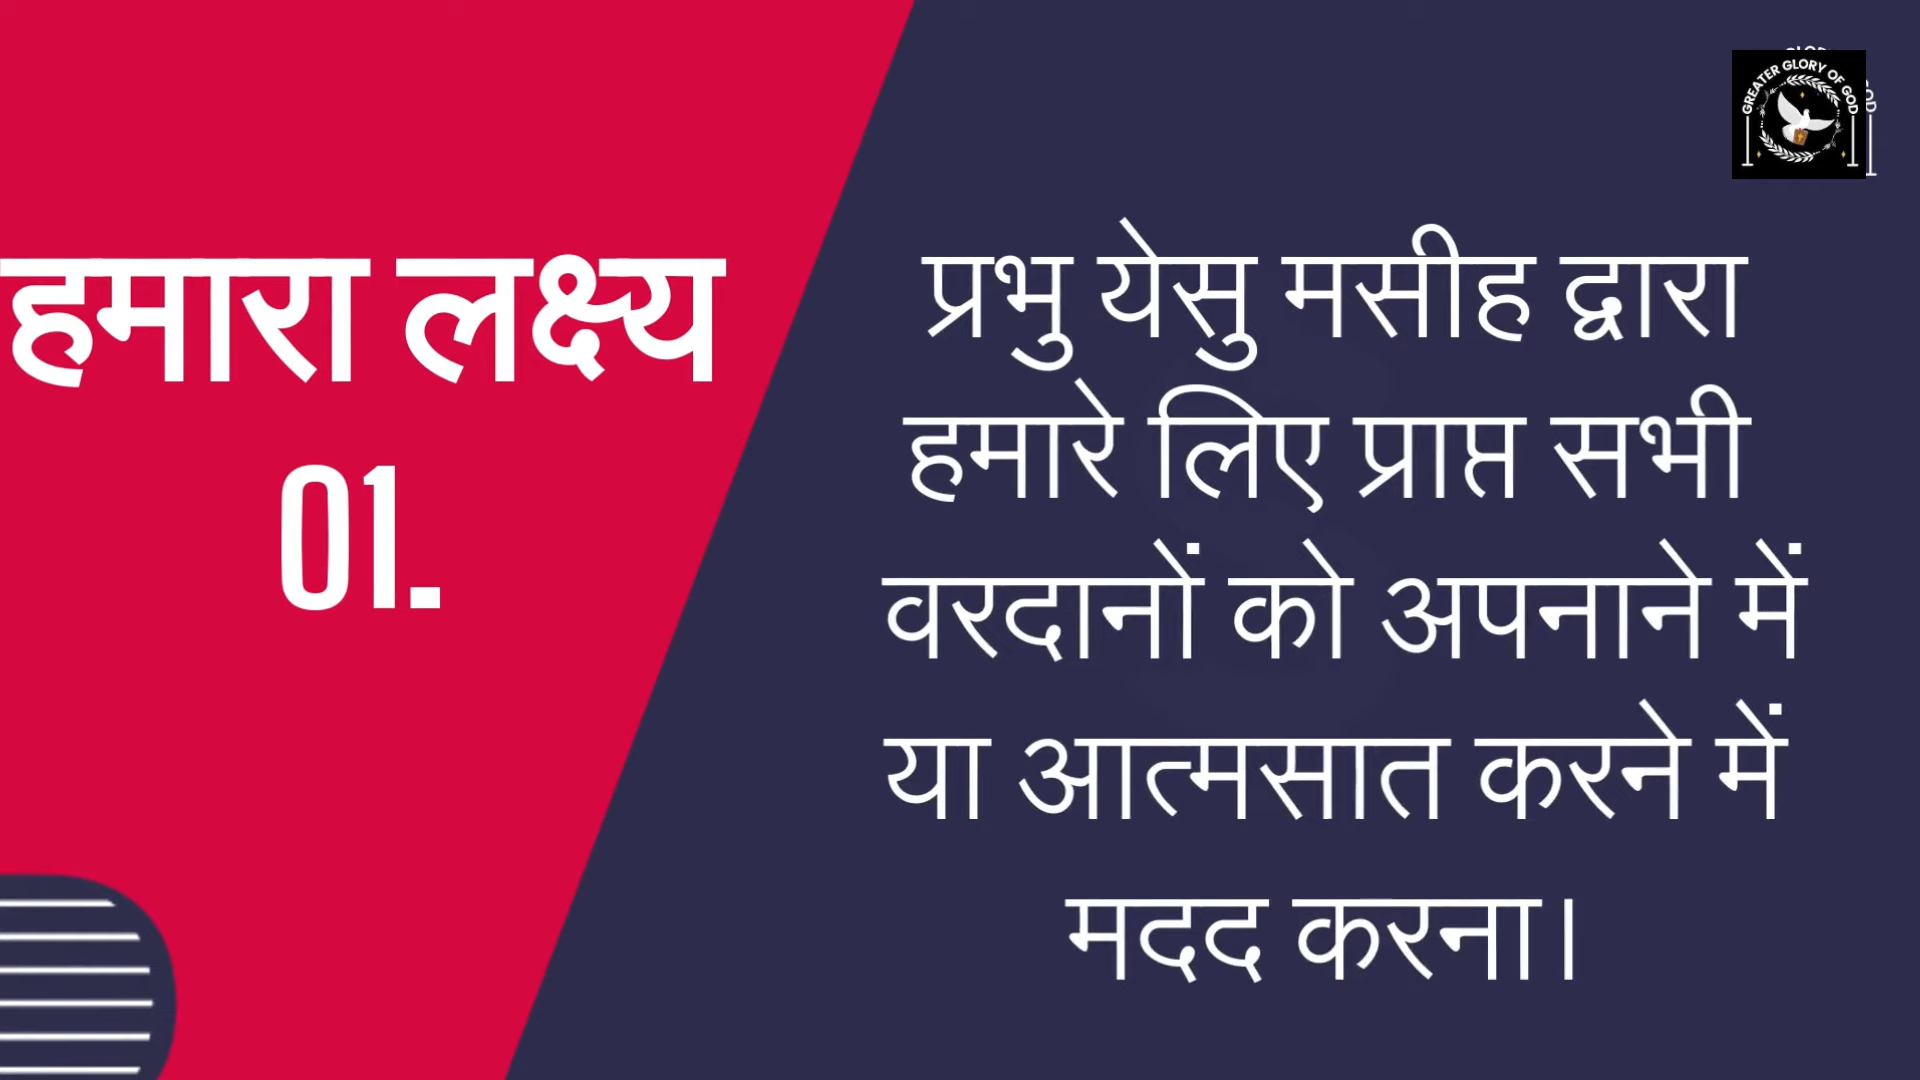 हमारा लक्ष्य
01.
प्रभु येसु मसीह द्वारा
हमारे लिए प्राप्त सभी
वरदानों को अपनाने में
या आत्मसात करने में
मदद करना।
GREATER GLORY OF GOD